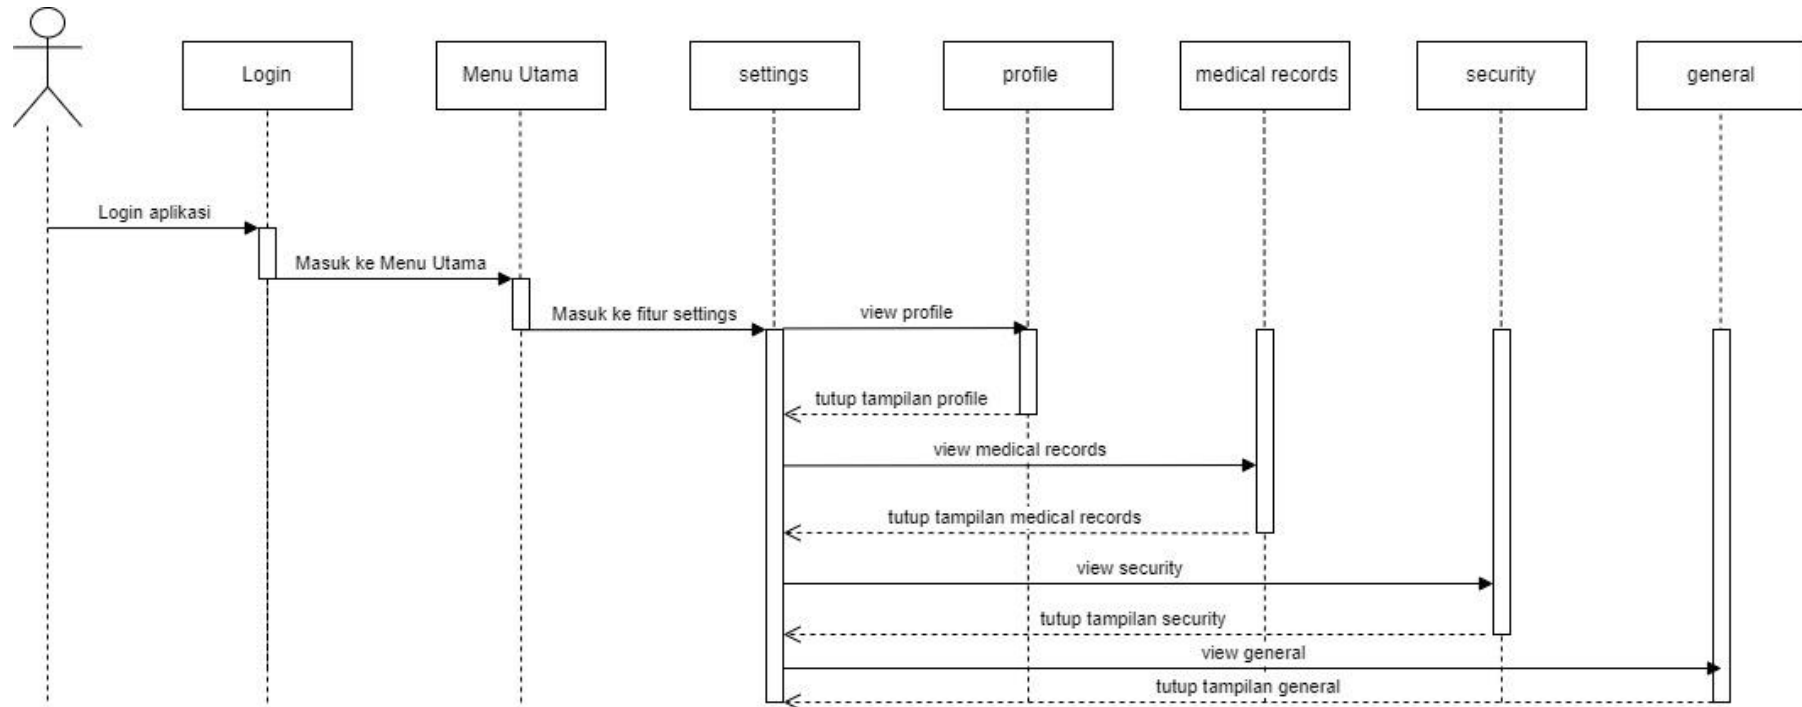 Login
Menu Utama
settings
profile
medical records
security
general
Login aplikasi
Masuk ke Menu Utama
Masuk ke fitur settings
view profile
tutup tampilan profile
view medical records
tutup tampilan medical records
view security
tutup tampilan security
view general
tutup tampilan general